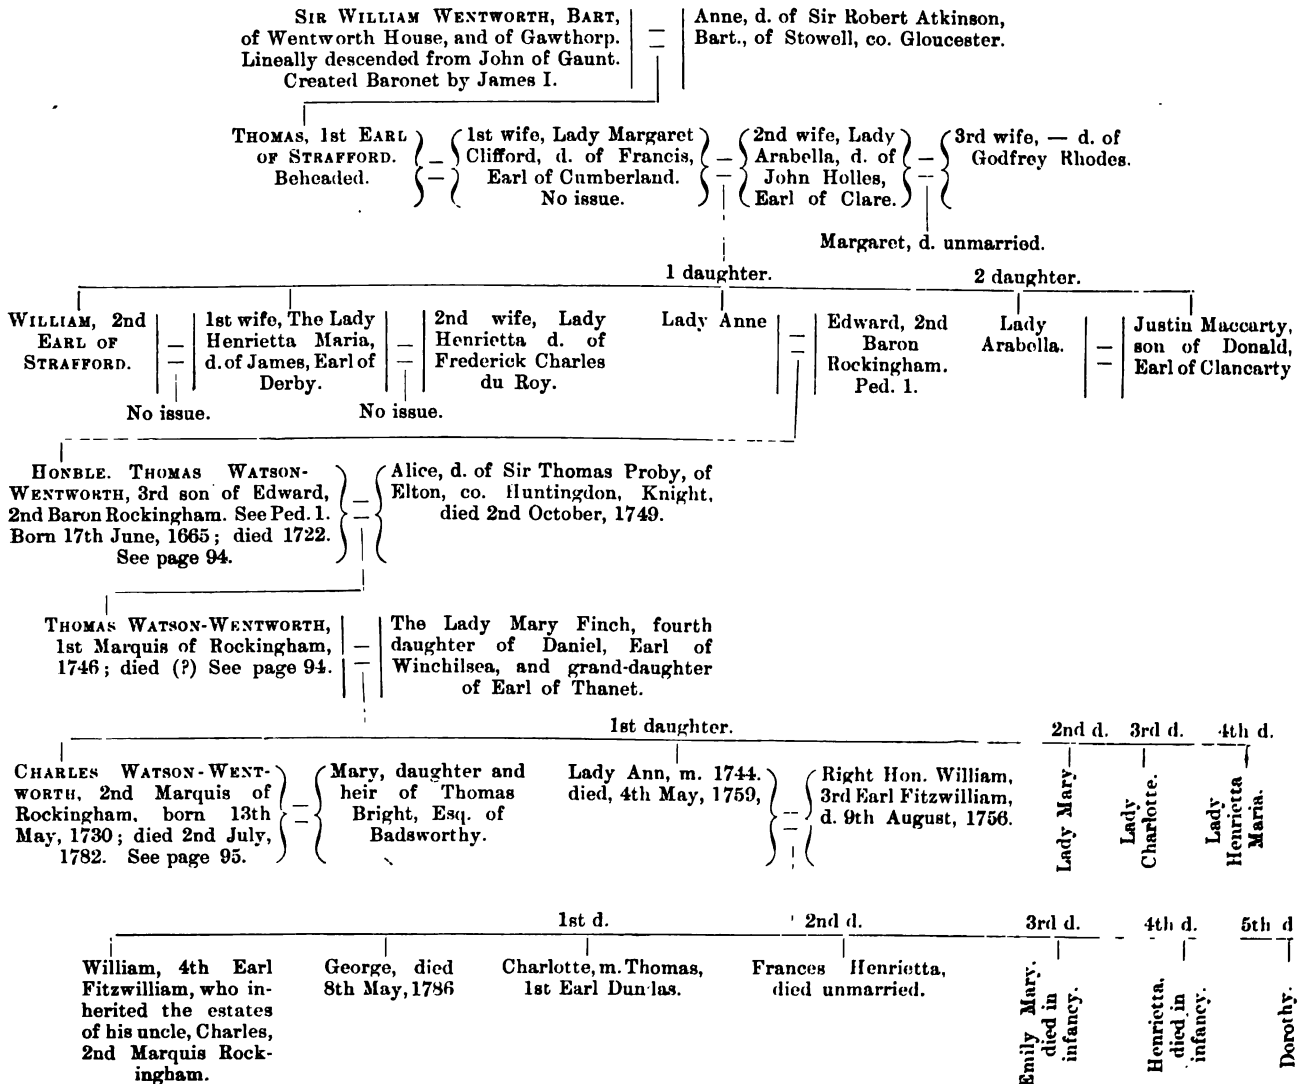 SIR WILLIAM WENTWORTH, BART,
of Wentworth House, and of Gawthorp.
Lineally descended from John of Gaunt.
Created Baronet by James I.
Anne, d. of Sir Robert Atkinson,
Bart., of Stowell, co. Gloucester.
THOMAS, 1ST EARL
OF STRAFFORD.
Beheaded.
1st wife, Lady Margaret
Clifford, d. of Francis,
Earl of Cumberland.
No issue.
2nd wife, Lady
Arabella, d. of
John Holles,
Earl of Clare.
3rd wife, — d. of
Godfrey Rhodes.
Margaret, d. unmarried.
1 daughter.
2 daughter.
WILLIAM, 2nd
EARL OF
STRAFFORD.
1st wife, The Lady
Henrietta Maria,
d. of James, Earl of
Derby.
2nd wife, Lady
Henrietta d. of
Frederick Charles
du Roy.
Lady Anne
Edward, 2nd
Baron
Rockingham.
Ped. 1.
Lady
Arabella.
Justin Maccarty,
son of Donald,
Earl of Clancarty
No issue.
No issue.
HONBLE. THOMAS WATSON-
WENTWORTH, 3rd son of Edward,
2nd Baron Rockingham. See Ped. 1.
Born 17th June, 1665; died 1722.
See page 94.
Alice, d. of Sir Thomas Proby, of
Elton, co. Huntingdon, Knight,
died 2nd October, 1749.
THOMAS WATSON-WENTWORTH,
1st Marquis of Rockingham,
1746; died (?) See page 94.
The Lady Mary Finch, fourth
daughter of Daniel, Earl of
Winchilsea, and grand-daughter
of Earl of Thanet.
1st daughter.
2nd d.
3rd d.
4th d.
CHARLES WATSON-WENT-
WORTH, 2nd Marquis of
Rockingham, born 13th
May, 1730; died 2nd July,
1782. See page 95.
Mary, daughter and
heir of Thomas
Bright, Esq. of
Badsworthy.
Lady Ann, m. 1744.
died, 4th May, 1759,
Right Hon. William,
3rd Earl Fitzwilliam,
d. 9th August, 1756.
Lady Mary
Lady
Charlotte.
Lady
Henrietta
Maria.
1st d.
2nd d.
3rd d.
4th d.
5th d
William, 4th Earl
Fitzwilliam, who in-
herited the estates
of his uncle, Charles,
2nd Marquis Rock-
ingham.
George, died
8th May, 1786
Charlotte, m. Thomas,
1st Earl Dundas.
Frances Henrietta,
died unmarried.
Emily Mary.
died in
infancy.
Henrietta.
died in
infancy.
Dorothy.